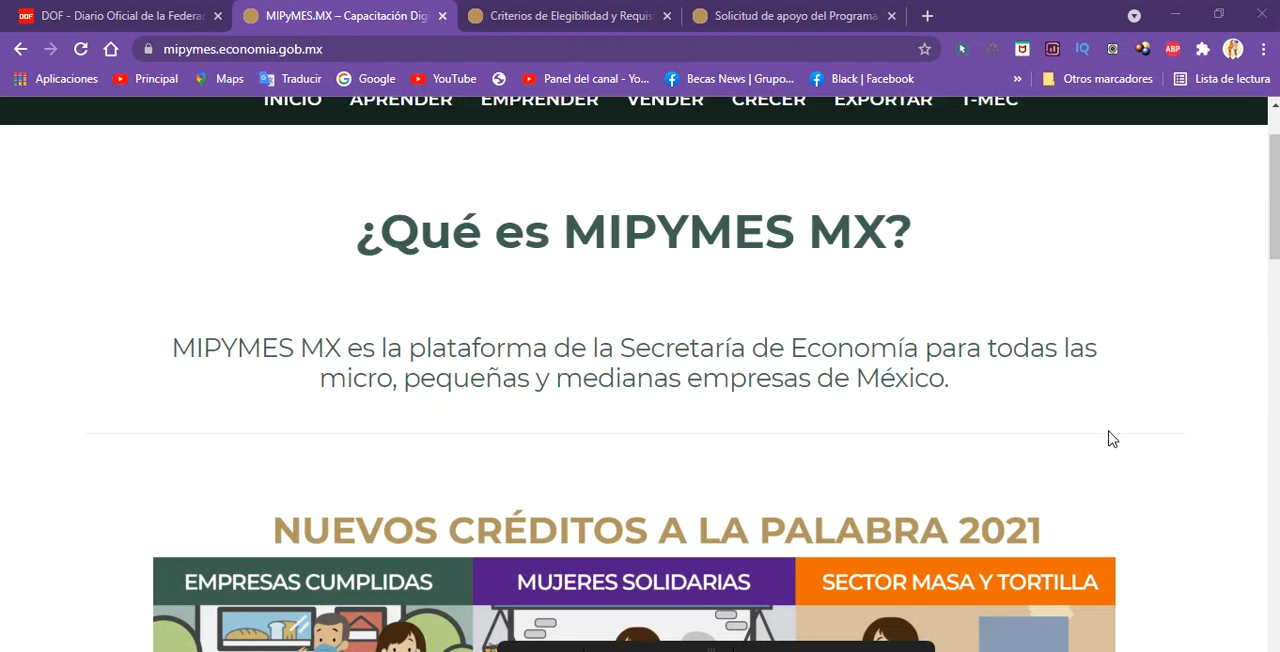 DOF - Diario Oficial de la Federac
MIPyMES.MX – Capacitación Digi
Criterios de Elegibilidad y Requis
Solicitud de apoyo del Programa
mipymes.economia.gob.mx
Aplicaciones
Principal
Maps
Traducir
Google
YouTube
Panel del canal - Yo...
Becas News | Grupo...
Black | Facebook
»
Otros marcadores
Lista de lectura
INICIO APRENDER EMPRENDER VENDER CRECER EXPORTAR T-MEC
¿Qué es MIPYMES MX?
MIPYMES MX es la plataforma de la Secretaría de Economía para todas las
micro, pequeñas y medianas empresas de México.
NUEVOS CRÉDITOS A LA PALABRA 2021
EMPRESAS CUMPLIDAS
MUJERES SOLIDARIAS
SECTOR MASA Y TORTILLA